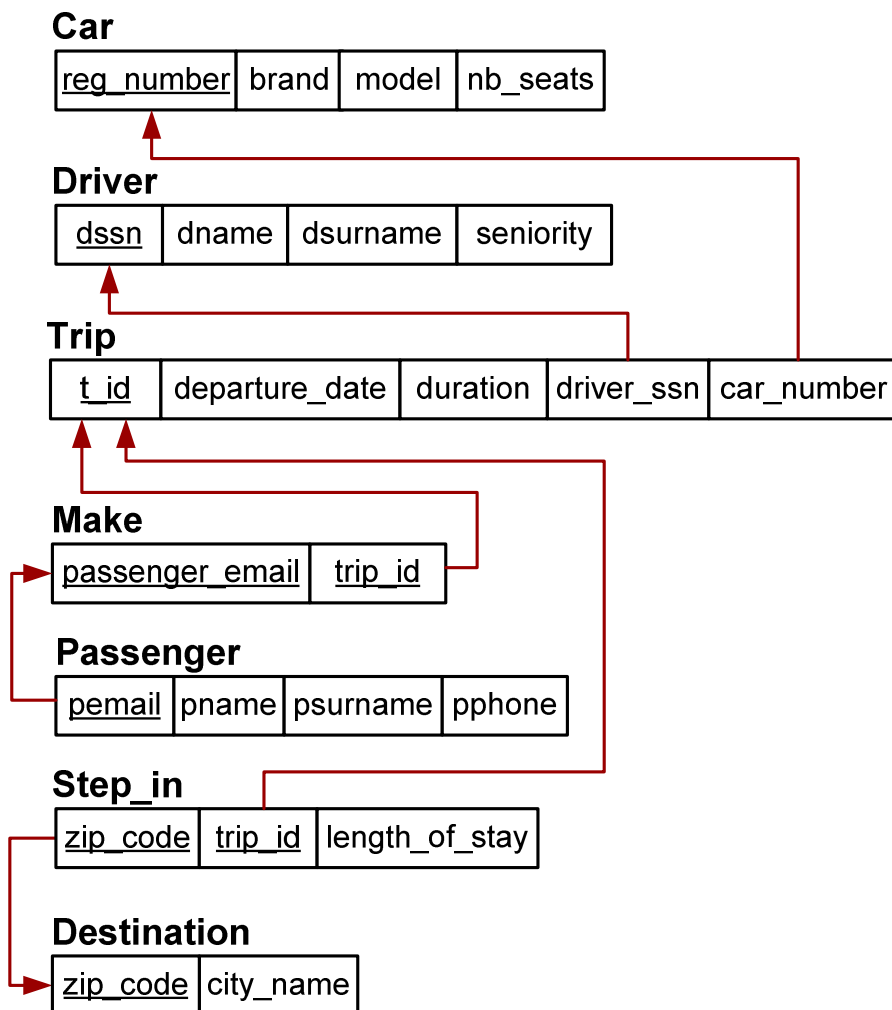 Car
reg_number brand model nb_seats
Driver
dssn dname dsurname seniority
Trip
t_id departure_date duration driver_ssn car_number
Make
passenger_email trip_id
Passenger
pemail pname psurname pphone
Step_in
zip_code trip_id length_of_stay
Destination
zip_code city_name